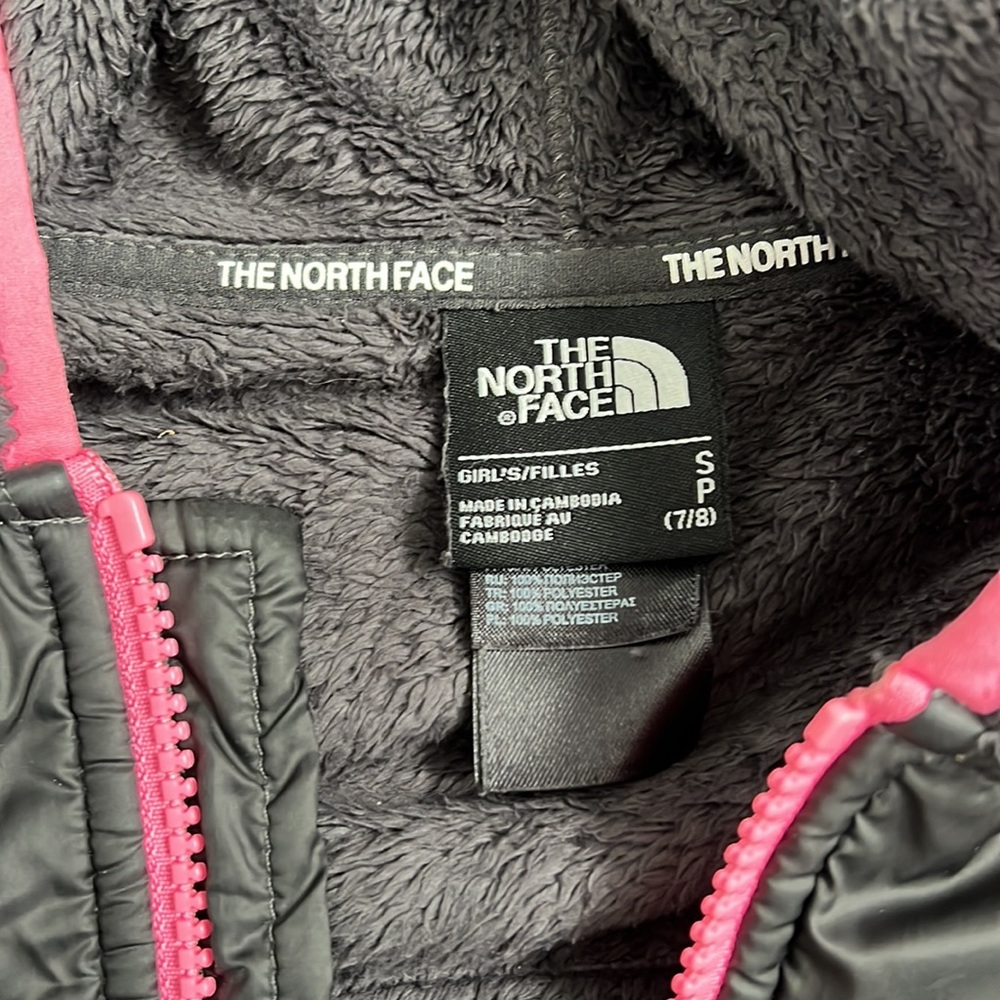 THE NORTH FACE
THE NORTH
THE
NORTH
®FACE
GIRL'S/FILLES
S
P
(7/8)
MADE IN CAMBODIA
FABRIQUÉ AU
CAMBODGE
RU: 100% ПОЛИЭСТЕР
TR: 100% POLYESTER
GR: 100% ΠΟΛΥΕΣΤΕΡΑΣ
PL: 100% POLYESTER